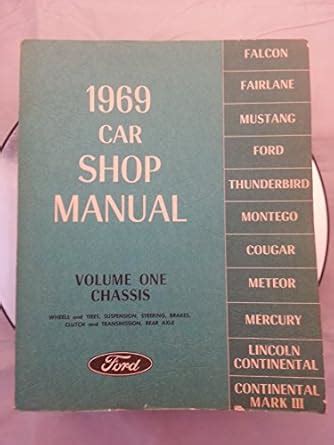 1969
CAR
SHOP
MANUAL
VOLUME ONE
CHASSIS
WHEELS and TIRES, SUSPENSION, STEERING, BRAKES,
CLUTCH and TRANSMISSION, REAR AXLE
Ford
FALCON
FAIRLANE
MUSTANG
FORD
THUNDERBIRD
MONTEGO
COUGAR
METEOR
MERCURY
LINCOLN
CONTINENTAL
CONTINENTAL
MARK III